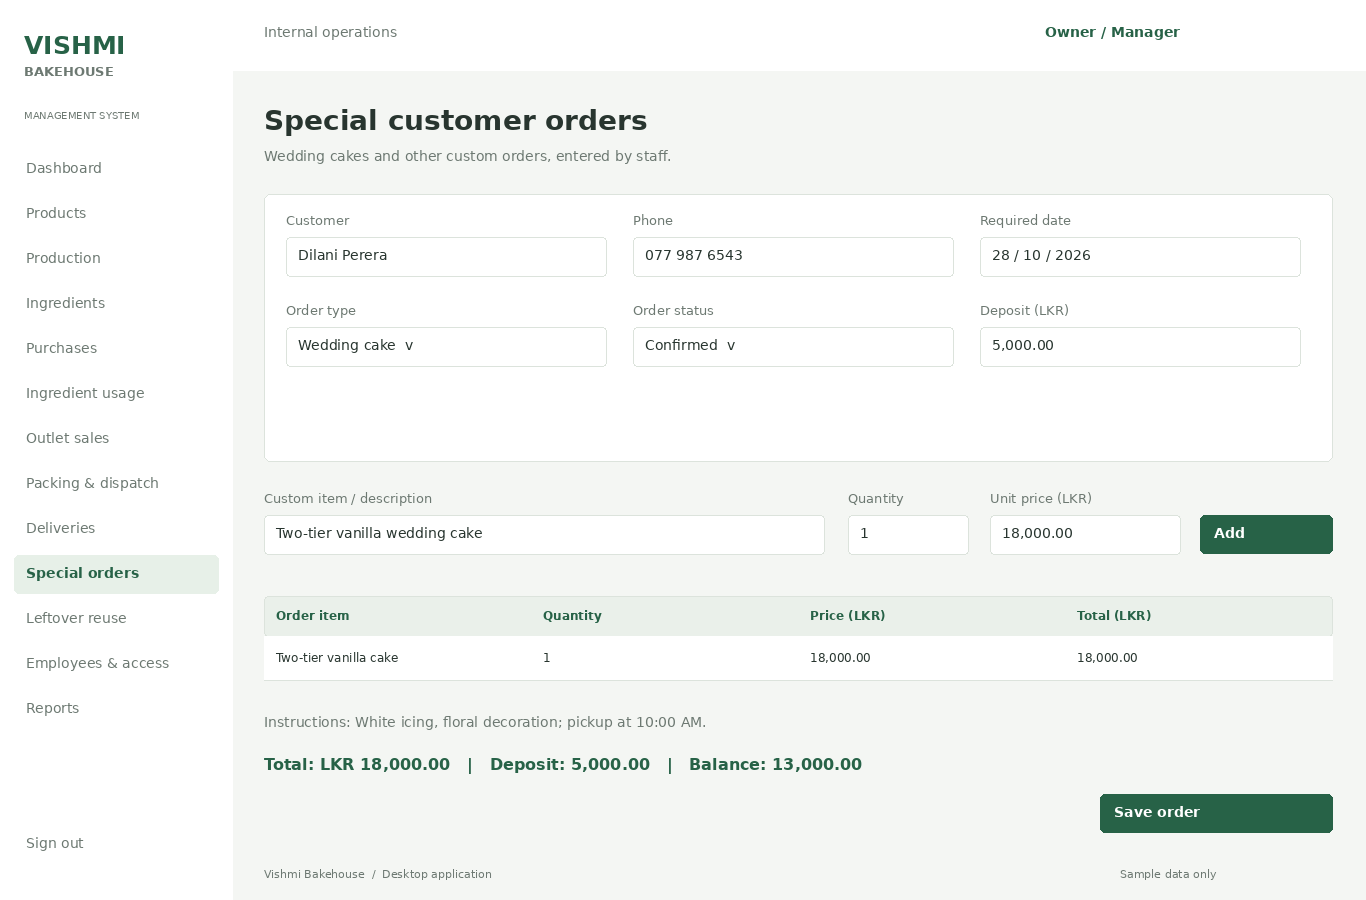 VISHMI
BAKEHOUSE
MANAGEMENT SYSTEM
Dashboard
Products
Production
Ingredients
Purchases
Ingredient usage
Outlet sales
Packing & dispatch
Deliveries
Special orders
Leftover reuse
Employees & access
Reports
Sign out
Internal operations
Owner / Manager
Special customer orders
Wedding cakes and other custom orders, entered by staff.
Customer Phone Required date
Dilani Perera 077 987 6543 28 / 10 / 2026
Order type Order status Deposit (LKR)
Wedding cake v Confirmed v 5,000.00
Custom item / description Quantity Unit price (LKR)
Two-tier vanilla wedding cake 1 18,000.00 Add
Order item Quantity Price (LKR) Total (LKR)
Two-tier vanilla cake 1 18,000.00 18,000.00
Instructions: White icing, floral decoration; pickup at 10:00 AM.
Total: LKR 18,000.00 | Deposit: 5,000.00 | Balance: 13,000.00
Save order
Vishmi Bakehouse / Desktop application
Sample data only